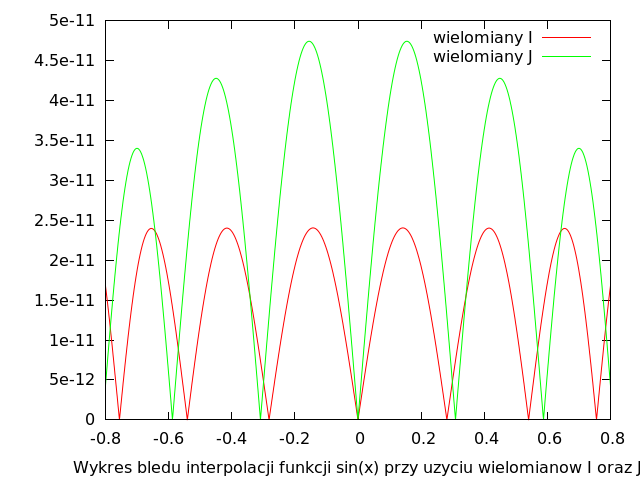 5e-11
4.5e-11
4e-11
3.5e-11
3e-11
2.5e-11
2e-11
1.5e-11
1e-11
5e-12
0
-0.8 -0.6 -0.4 -0.2 0 0.2 0.4 0.6 0.8
wielomiany I
wielomiany J
Wykres bledu interpolacji funkcji sin(x) przy uzyciu wielomianow I oraz J